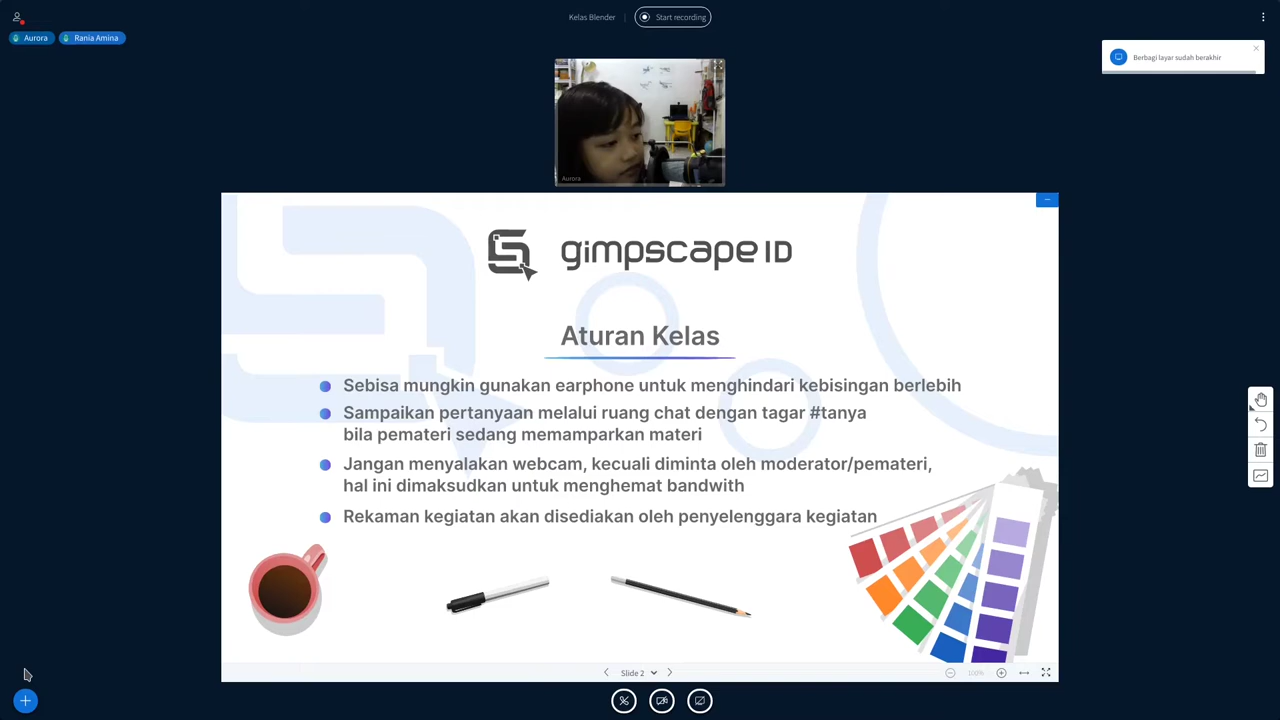 Kelas Blender
Start recording
Aurora
Rania Amina
Berbagi layar sudah berakhir
Aurora
gimpscape ID
Aturan Kelas
Sebisa mungkin gunakan earphone untuk menghindari kebisingan berlebih
Sampaikan pertanyaan melalui ruang chat dengan tagar #tanya
bila pemateri sedang memamparkan materi
Jangan menyalakan webcam, kecuali diminta oleh moderator/pemateri,
hal ini dimaksudkan untuk menghemat bandwith
Rekaman kegiatan akan disediakan oleh penyelenggara kegiatan
Slide 2
100%